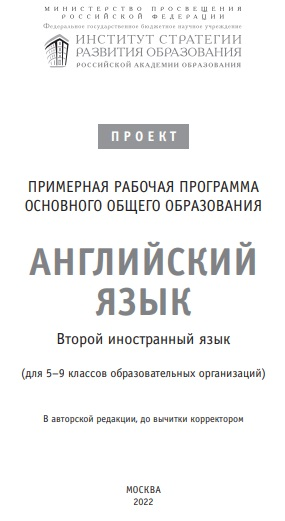 МИНИСТЕРСТВО ПРОСВЕЩЕНИЯ
РОССИЙСКОЙ ФЕДЕРАЦИИ
Федеральное государственное бюджетное научное учреждение
ИНСТИТУТ СТРАТЕГИИ
РАЗВИТИЯ ОБРАЗОВАНИЯ
РОССИЙСКОЙ АКАДЕМИИ ОБРАЗОВАНИЯ
ПРОЕКТ
ПРИМЕРНАЯ РАБОЧАЯ ПРОГРАММА
ОСНОВНОГО ОБЩЕГО ОБРАЗОВАНИЯ
АНГЛИЙСКИЙ
ЯЗЫК
Второй иностранный язык
(для 5–9 классов образовательных организаций)
В авторской редакции, до вычитки корректором
МОСКВА
2022